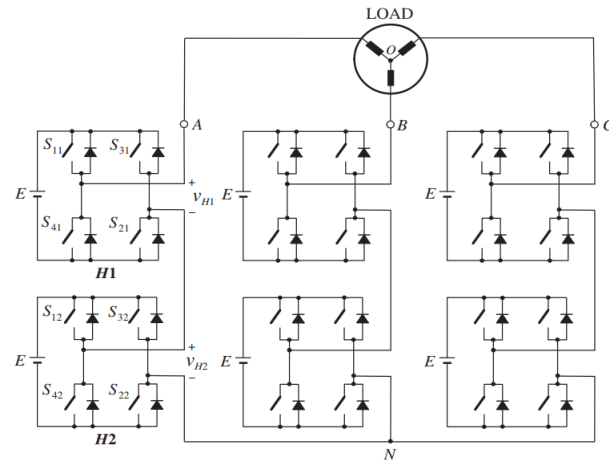 LOAD
O
A
B
C
S11
S31
E
S41
S21
+
vH1
−
H1
E
E
S12
S32
E
S42
S22
+
vH2
−
H2
E
E
N